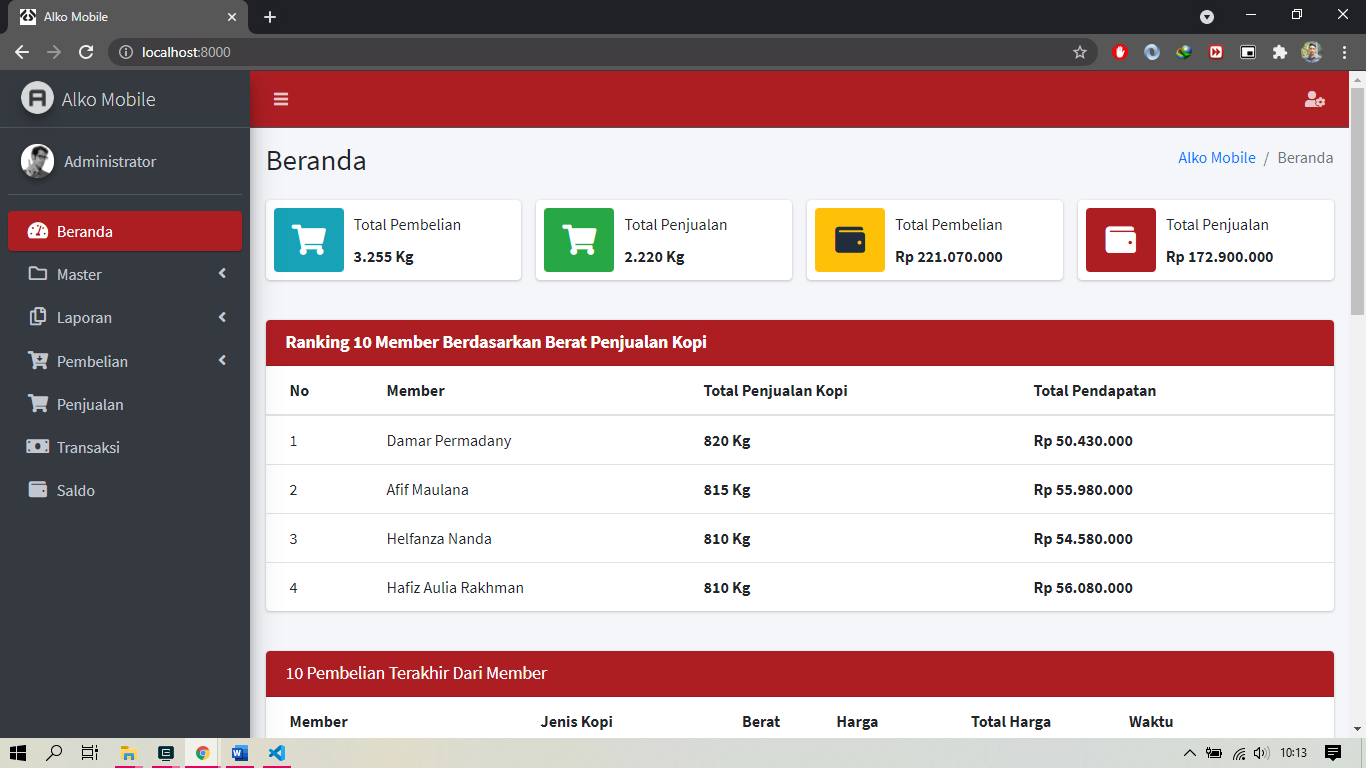 Alko Mobile
localhost:8000
Alko Mobile
Administrator
Beranda
Master
Laporan
Pembelian
Penjualan
Transaksi
Saldo
Beranda
Alko Mobile / Beranda
Total Pembelian
3.255 Kg
Total Penjualan
2.220 Kg
Total Pembelian
Rp 221.070.000
Total Penjualan
Rp 172.900.000
Ranking 10 Member Berdasarkan Berat Penjualan Kopi
No Member Total Penjualan Kopi Total Pendapatan
1 Damar Permadany 820 Kg Rp 50.430.000
2 Afif Maulana 815 Kg Rp 55.980.000
3 Helfanza Nanda 810 Kg Rp 54.580.000
4 Hafiz Aulia Rakhman 810 Kg Rp 56.080.000
10 Pembelian Terakhir Dari Member
Member Jenis Kopi Berat Harga Total Harga Waktu
10:13